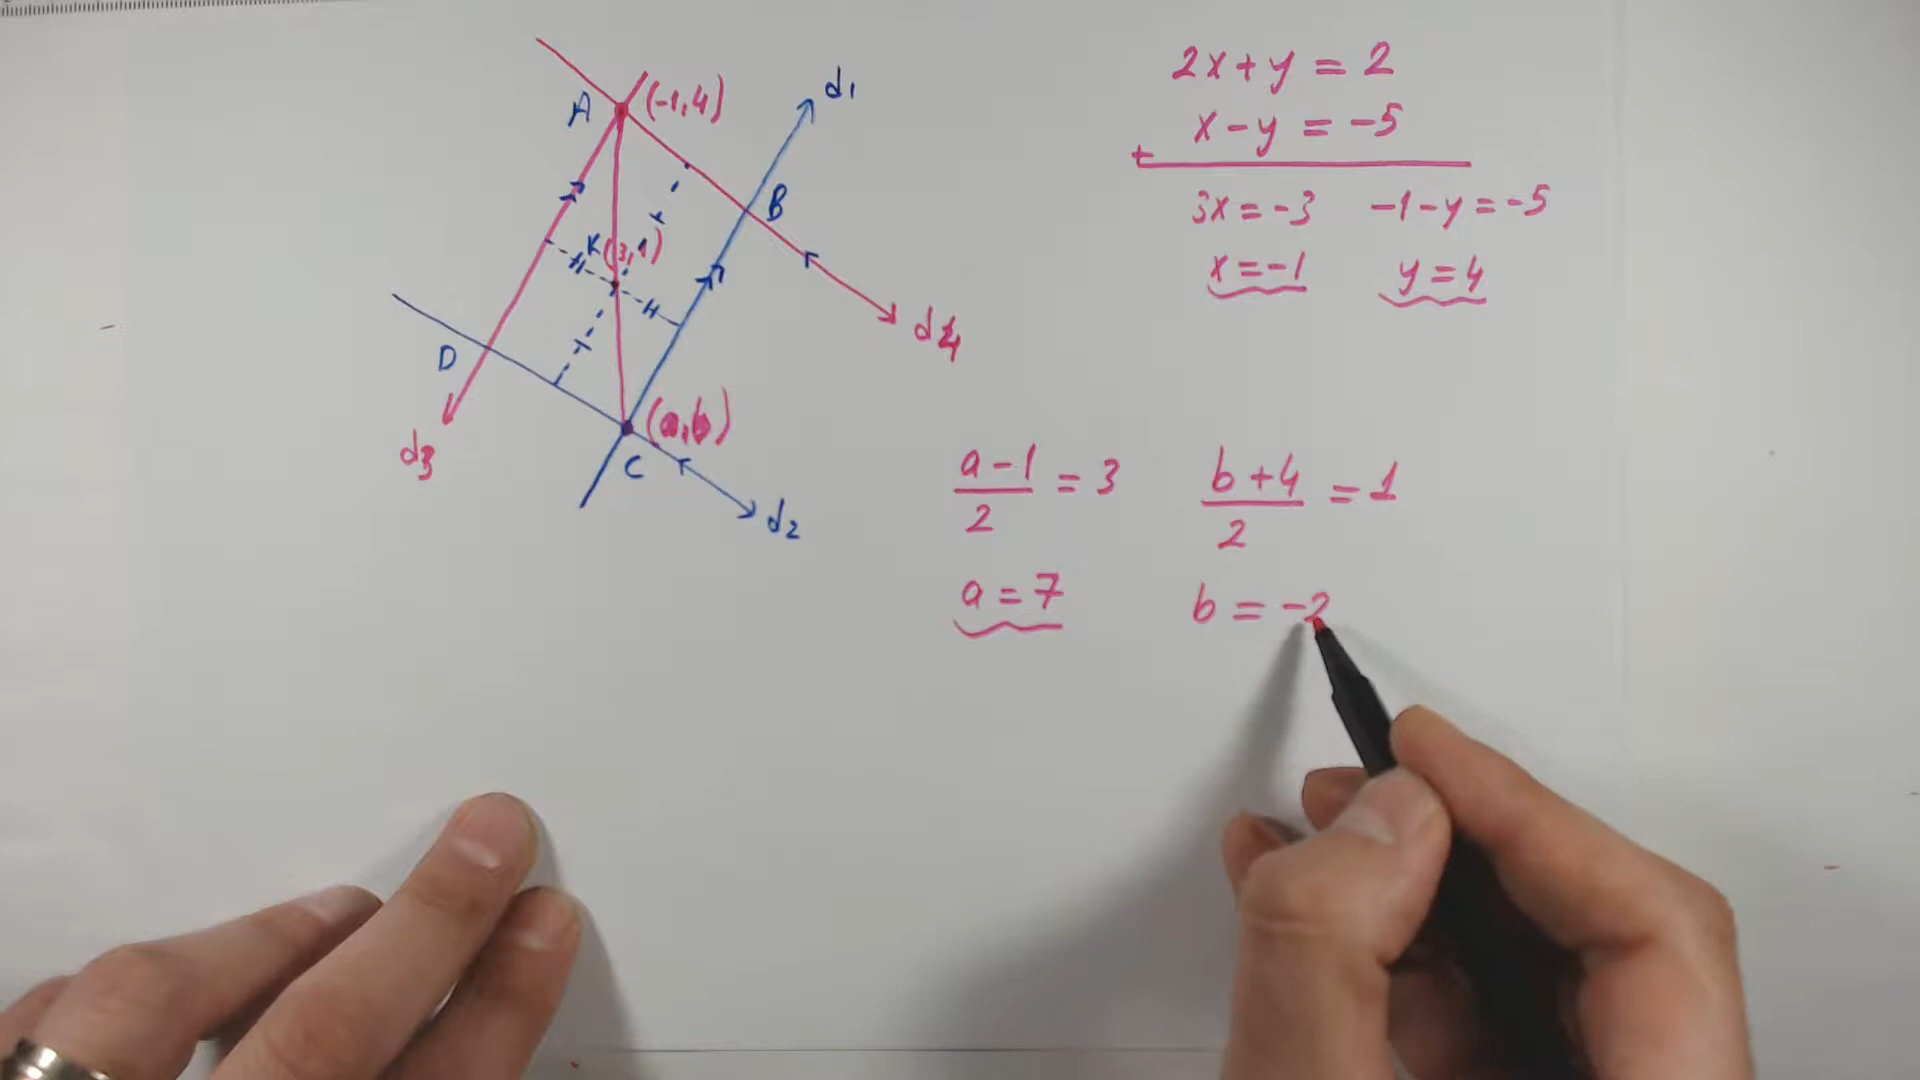 A (-1,4)
d1
B
K(3,1)
d4
D
(a,b)
C
d3
d2
2x+y = 2
x-y = -5
+
3x = -3 -1-y = -5
x = -1 y = 4
a-1/2 = 3 b+4/2 = 1
a = 7 b = -2